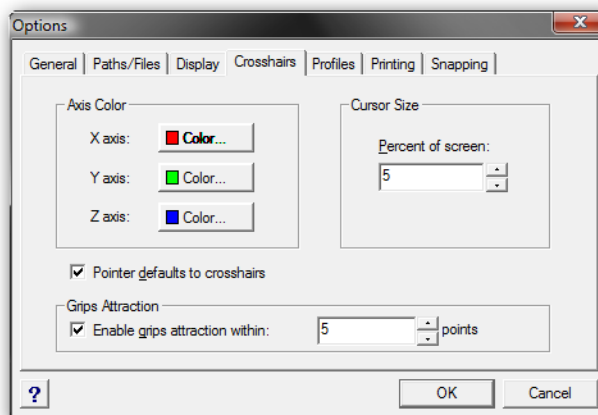 Options
General Paths/Files Display Crosshairs Profiles Printing Snapping
Axis Color
X axis: Color...
Y axis: Color...
Z axis: Color...
Cursor Size
Percent of screen:
5
Pointer defaults to crosshairs
Grips Attraction
Enable grips attraction within: 5 points
? OK Cancel